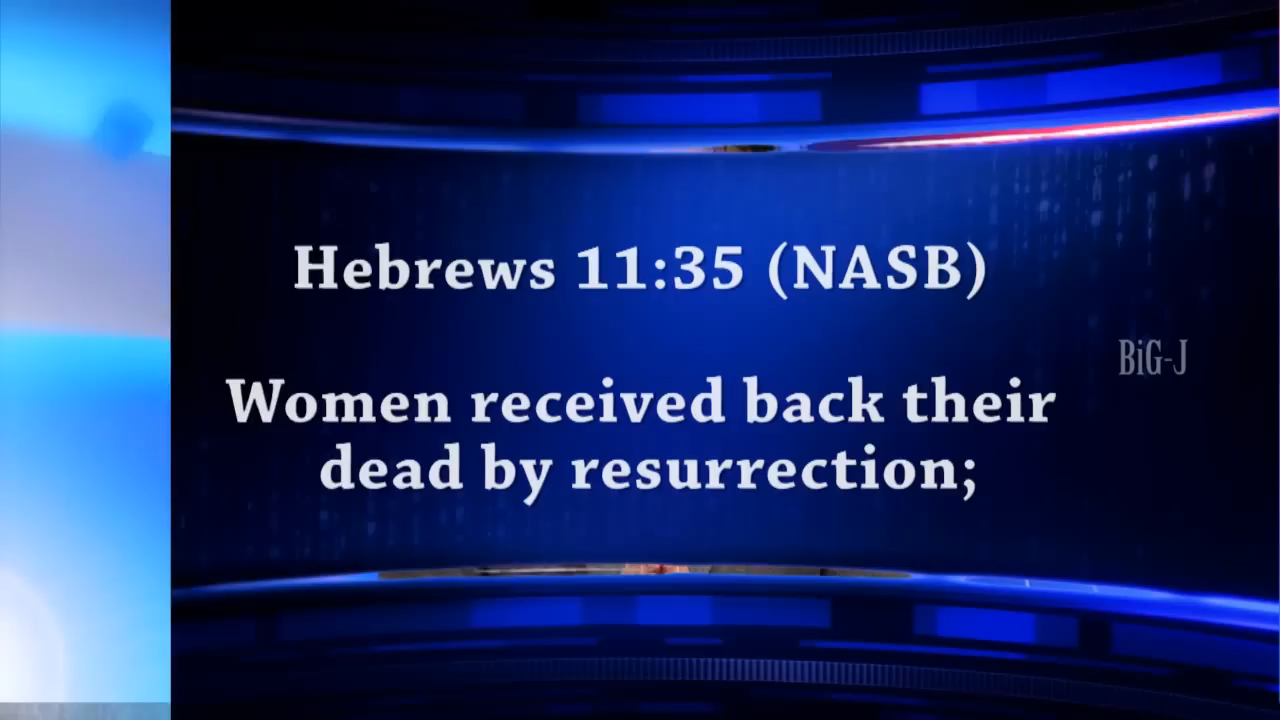 Hebrews 11:35 (NASB)
Women received back their
dead by resurrection;
BiG-J